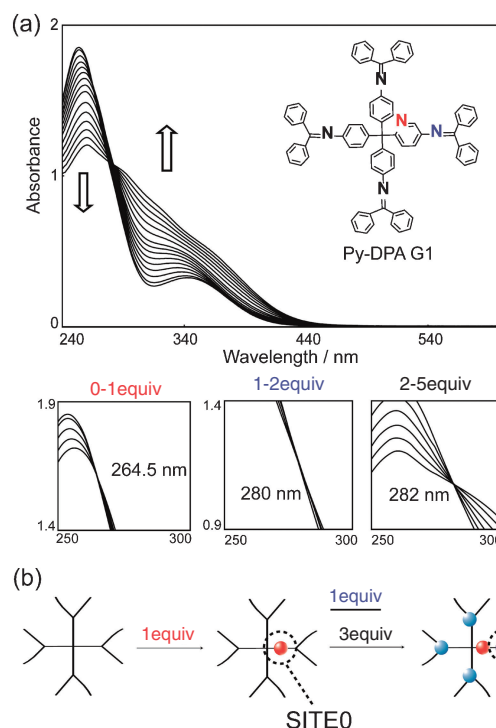 (a)
2
1
0
Absorbance
240
340
440
540
Wavelength / nm
N
N
N
N
N
Py-DPA G1
0-1equiv
1-2equiv
2-5equiv
1.9
1.4
264.5 nm
250
300
1.4
0.9
280 nm
250
300
282 nm
250
300
(b)
1equiv
1equiv
3equiv
SITE0